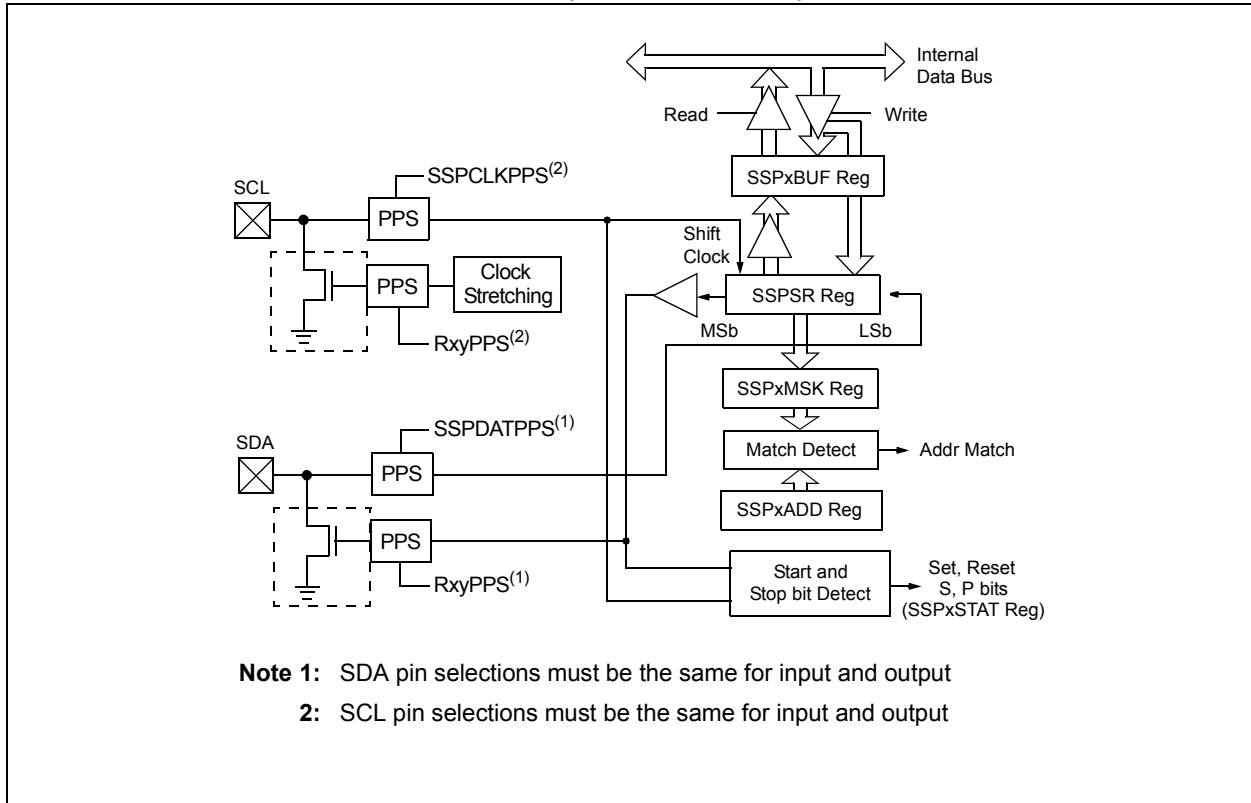 Internal
Data Bus
Read
Write
SSPxBUF Reg
SSPCLKPPS(2)
SCL
PPS
Shift
Clock
PPS
Clock
Stretching
SSPSR Reg
MSb
LSb
RxyPPS(2)
SSPxMSK Reg
SSPDATPPS(1)
SDA
PPS
Match Detect
Addr Match
SSPxADD Reg
PPS
RxyPPS(1)
Start and
Stop bit Detect
Set, Reset
S, P bits
(SSPxSTAT Reg)
Note 1: SDA pin selections must be the same for input and output
2: SCL pin selections must be the same for input and output